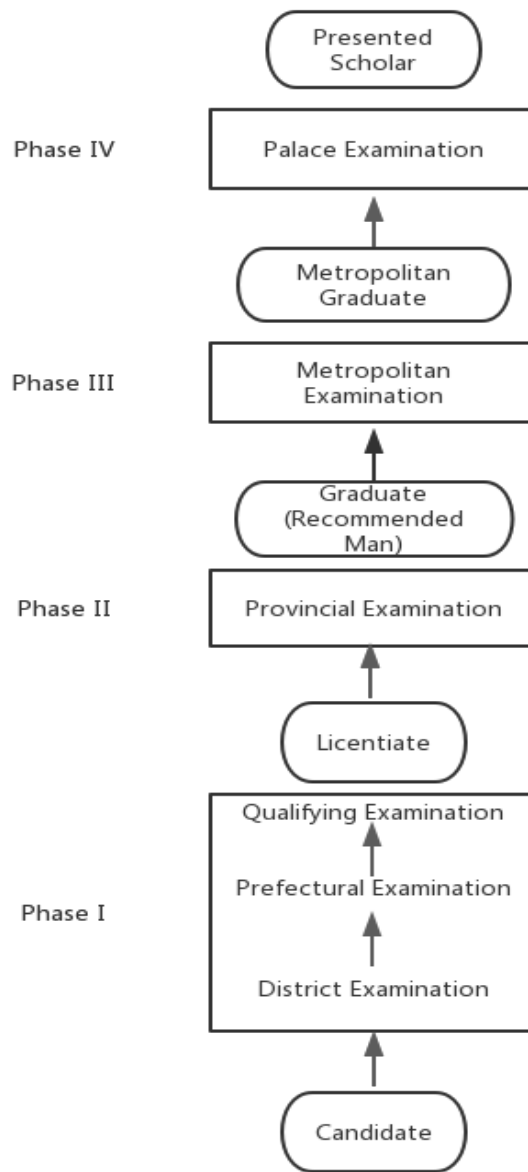 Presented
Scholar
Phase IV
Palace Examination
Metropolitan
Graduate
Phase III
Metropolitan
Examination
Graduate
(Recommended
Man)
Phase II
Provincial Examination
Licentiate
Qualifying Examination
Prefectural Examination
Phase I
District Examination
Candidate